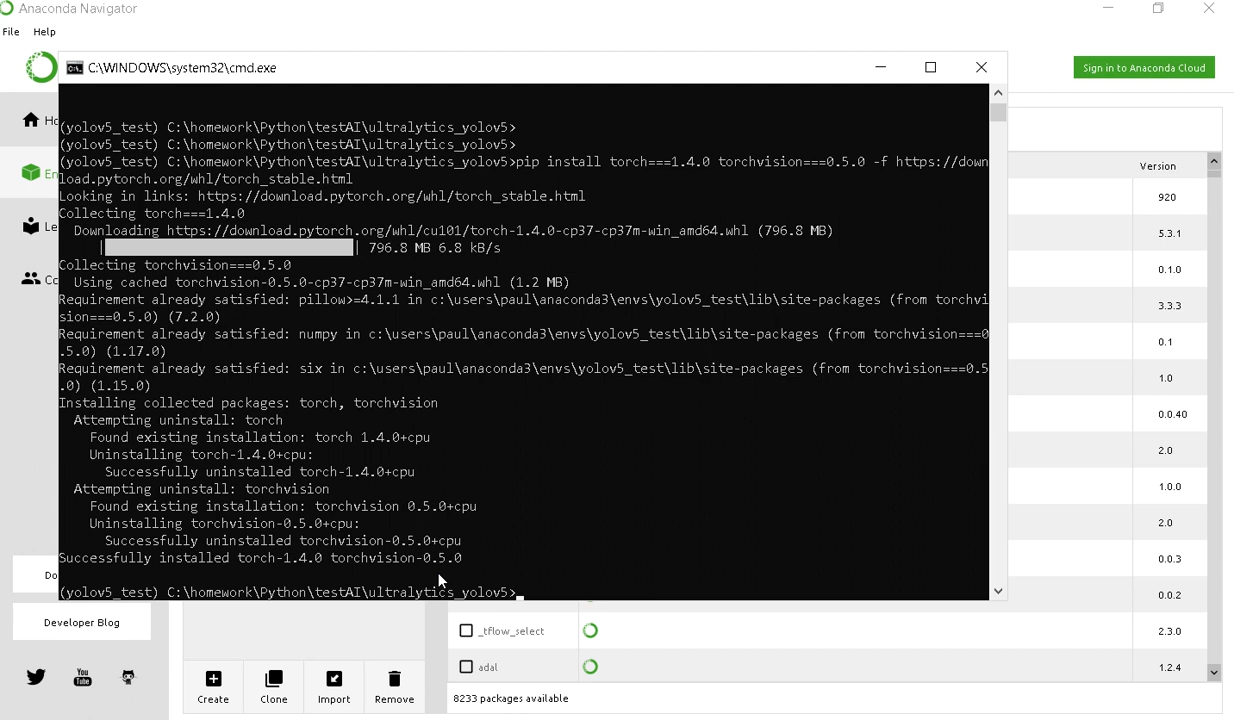 Anaconda Navigator
File Help
C:\WINDOWS\system32\cmd.exe
Sign in to Anaconda Cloud
(yolov5_test) C:\homework\Python\testAI\ultralytics_yolov5>
(yolov5_test) C:\homework\Python\testAI\ultralytics_yolov5>
(yolov5_test) C:\homework\Python\testAI\ultralytics_yolov5>pip install torch===1.4.0 torchvision===0.5.0 -f https://down
load.pytorch.org/whl/torch_stable.html
Looking in links: https://download.pytorch.org/whl/torch_stable.html
Collecting torch===1.4.0
Downloading https://download.pytorch.org/whl/cu101/torch-1.4.0-cp37-cp37m-win_amd64.whl (796.8 MB)
| | 796.8 MB 6.8 kB/s
Collecting torchvision===0.5.0
Using cached torchvision-0.5.0-cp37-cp37m-win_amd64.whl (1.2 MB)
Requirement already satisfied: pillow>=4.1.1 in c:\users\paul\anaconda3\envs\yolov5_test\lib\site-packages (from torchvi
sion===0.5.0) (7.2.0)
Requirement already satisfied: numpy in c:\users\paul\anaconda3\envs\yolov5_test\lib\site-packages (from torchvision===0
.5.0) (1.17.0)
Requirement already satisfied: six in c:\users\paul\anaconda3\envs\yolov5_test\lib\site-packages (from torchvision===0.5
.0) (1.15.0)
Installing collected packages: torch, torchvision
Attempting uninstall: torch
Found existing installation: torch 1.4.0+cpu
Uninstalling torch-1.4.0+cpu:
Successfully uninstalled torch-1.4.0+cpu
Attempting uninstall: torchvision
Found existing installation: torchvision 0.5.0+cpu
Uninstalling torchvision-0.5.0+cpu:
Successfully uninstalled torchvision-0.5.0+cpu
Successfully installed torch-1.4.0 torchvision-0.5.0
(yolov5_test) C:\homework\Python\testAI\ultralytics_yolov5>
Ho
En
Le
Co
Do
Developer Blog
You Tube
Create Clone Import Remove
Version
920
5.3.1
0.1.0
3.3.3
0.1
1.0
0.0.40
2.0
1.0.0
2.0
0.0.3
0.0.2
_tflow_select 2.3.0
adal 1.2.4
8233 packages available